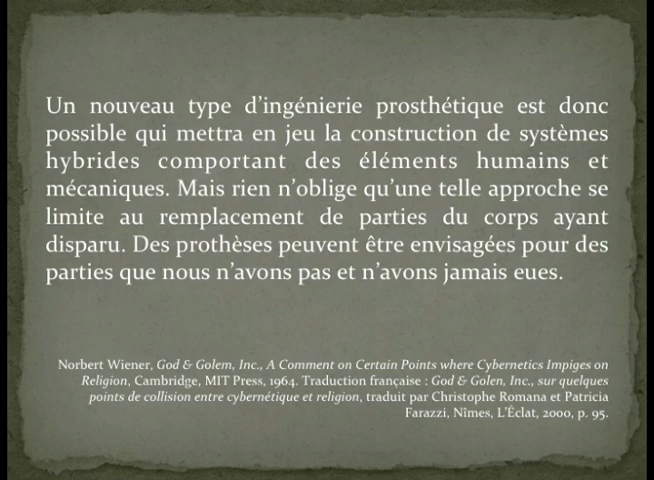 Un nouveau type d'ingénierie prosthétique est donc
possible qui mettra en jeu la construction de systèmes
hybrides comportant des éléments humains et
mécaniques. Mais rien n'oblige qu'une telle approche se
limite au remplacement de parties du corps ayant
disparu. Des prothèses peuvent être envisagées pour des
parties que nous n'avons pas et n'avons jamais eues.
Norbert Wiener, God & Golem, Inc., A Comment on Certain Points where Cybernetics Impiges on
Religion, Cambridge, MIT Press, 1964. Traduction française : God & Golen, Inc., sur quelques
points de collision entre cybernétique et religion, traduit par Christophe Romana et Patricia
Farazzi, Nîmes, L'Éclat, 2000, p. 95.